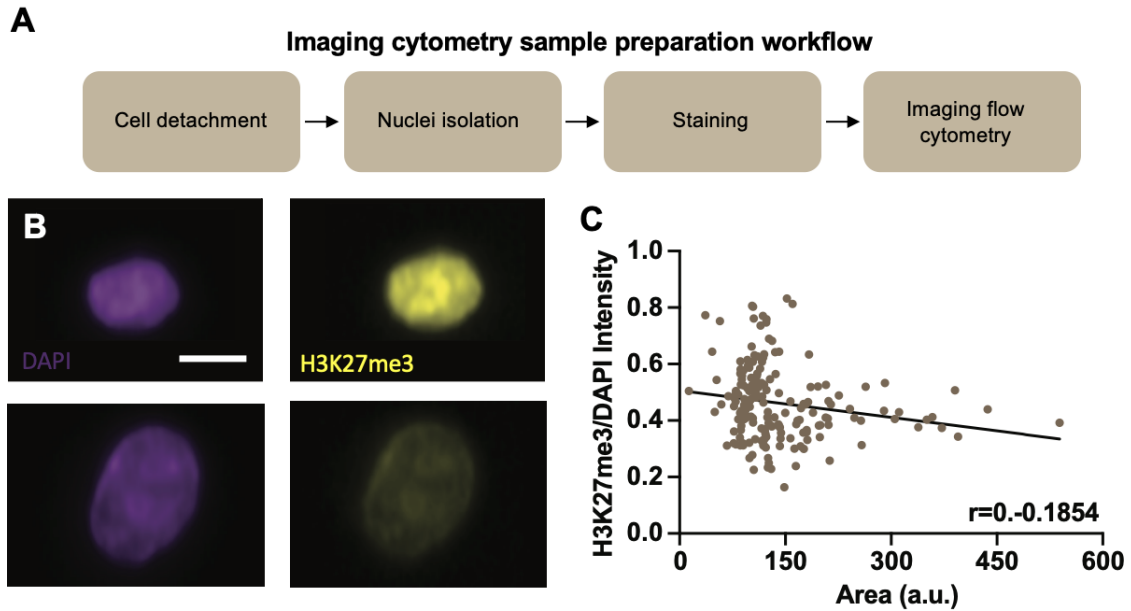 A
Imaging cytometry sample preparation workflow
Cell detachment
Nuclei isolation
Staining
Imaging flow
cytometry
B
DAPI
H3K27me3
C
H3K27me3/DAPI Intensity
1.0
0.8
0.6
0.4
0.2
0.0
r=0.-0.1854
0
150
300
450
600
Area (a.u.)